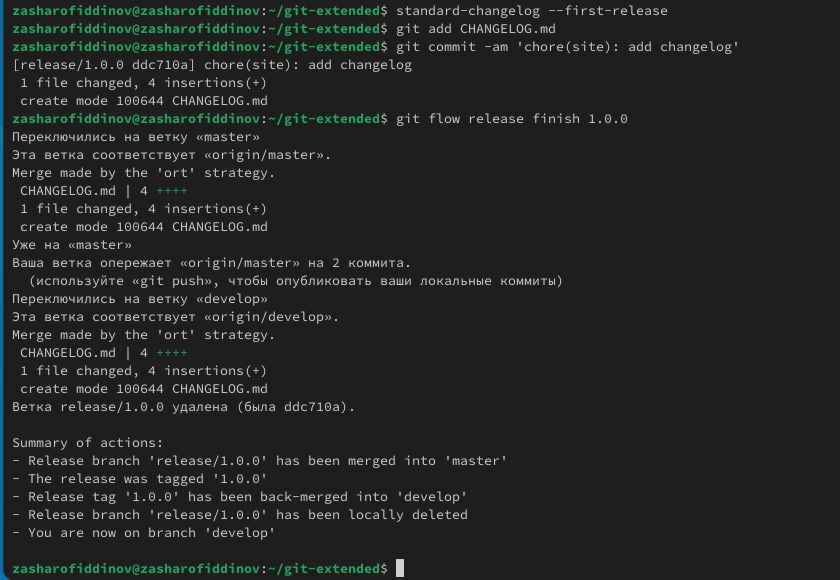 zasharofiddinov@zasharofiddinov:~/git-extended$ standard-changelog --first-release
zasharofiddinov@zasharofiddinov:~/git-extended$ git add CHANGELOG.md
zasharofiddinov@zasharofiddinov:~/git-extended$ git commit -am 'chore(site): add changelog'
[release/1.0.0 ddc710a] chore(site): add changelog
 1 file changed, 4 insertions(+)
 create mode 100644 CHANGELOG.md
zasharofiddinov@zasharofiddinov:~/git-extended$ git flow release finish 1.0.0
Переключились на ветку «master»
Эта ветка соответствует «origin/master».
Merge made by the 'ort' strategy.
 CHANGELOG.md | 4 ++++
 1 file changed, 4 insertions(+)
 create mode 100644 CHANGELOG.md
Уже на «master»
Ваша ветка опережает «origin/master» на 2 коммита.
  (используйте «git push», чтобы опубликовать ваши локальные коммиты)
Переключились на ветку «develop»
Эта ветка соответствует «origin/develop».
Merge made by the 'ort' strategy.
 CHANGELOG.md | 4 ++++
 1 file changed, 4 insertions(+)
 create mode 100644 CHANGELOG.md
Ветка release/1.0.0 удалена (была ddc710a).

Summary of actions:
- Release branch 'release/1.0.0' has been merged into 'master'
- The release was tagged '1.0.0'
- Release tag '1.0.0' has been back-merged into 'develop'
- Release branch 'release/1.0.0' has been locally deleted
- You are now on branch 'develop'

zasharofiddinov@zasharofiddinov:~/git-extended$